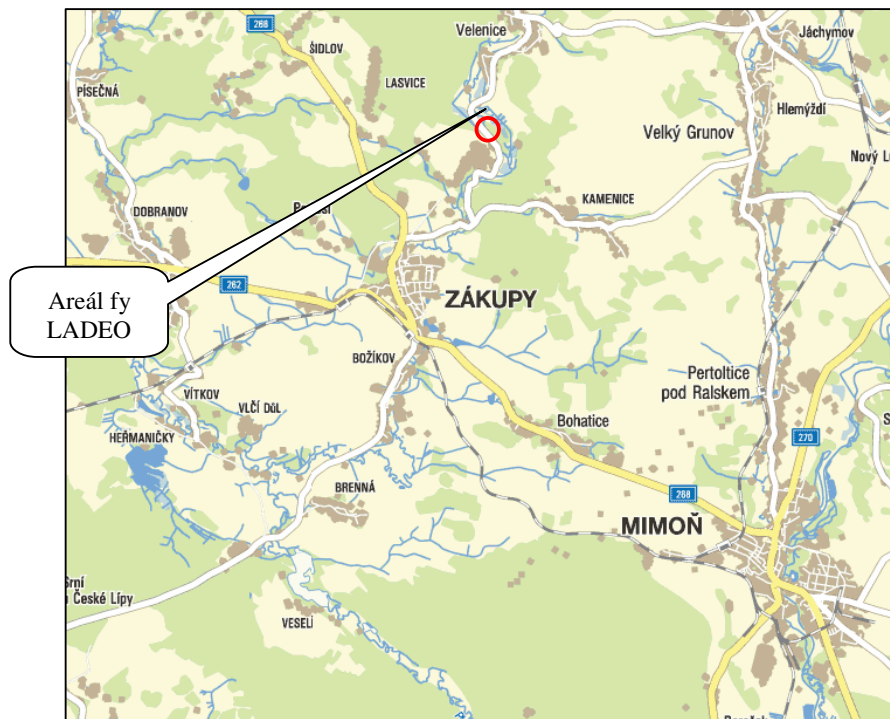 268
Velenice
Jáchymov
ŠIDLOV
LASVICE
PÍSEČNÁ
Hlemýždí
Velký Grunov
Nový
KAMENICE
DOBRANOV
262
ZÁKUPY
Areál fy
LADEO
BOŽÍKOV
Pertoltice
pod Ralskem
VÍTKOV
VLČÍ DŮL
Bohatice
HEŘMANIČKY
270
BRENNÁ
268
MIMOŇ
Srní
u České Lípy
VESELÍ